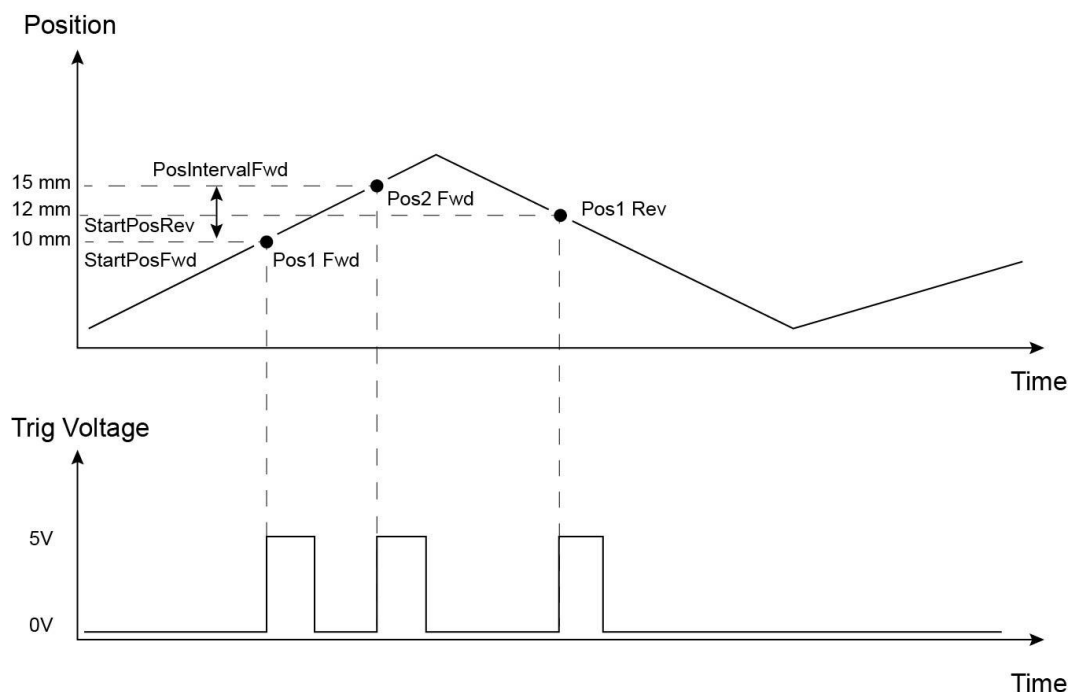 Position
PosIntervalFwd
15 mm
Pos2 Fwd
12 mm
Pos1 Rev
StartPosRev
10 mm
StartPosFwd
Pos1 Fwd
Time
Trig Voltage
5V
0V
Time